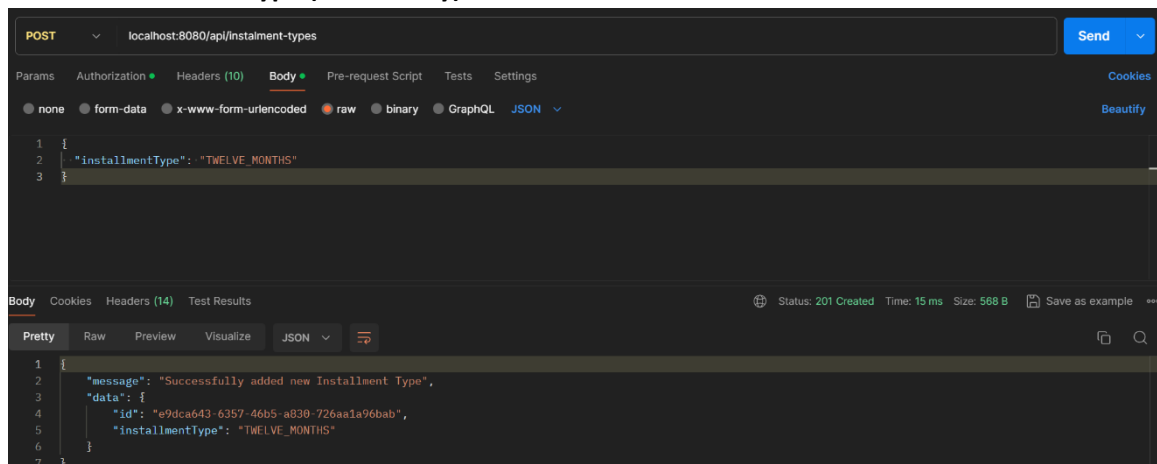 POST localhost:8080/api/instalment-types Send
Params Authorization Headers (10) Body Pre-request Script Tests Settings Cookies
none form-data x-www-form-urlencoded raw binary GraphQL JSON Beautify
1 {
2 "installmentType": "TWELVE_MONTHS"
3 }
Body Cookies Headers (14) Test Results Status: 201 Created Time: 15 ms Size: 568 B Save as example
Pretty Raw Preview Visualize JSON
1 {
2 "message": "Successfully added new Installment Type",
3 "data": {
4 "id": "e9dca643-6357-46b5-a830-726aa1a96bab",
5 "installmentType": "TWELVE_MONTHS"
6 }
7 }